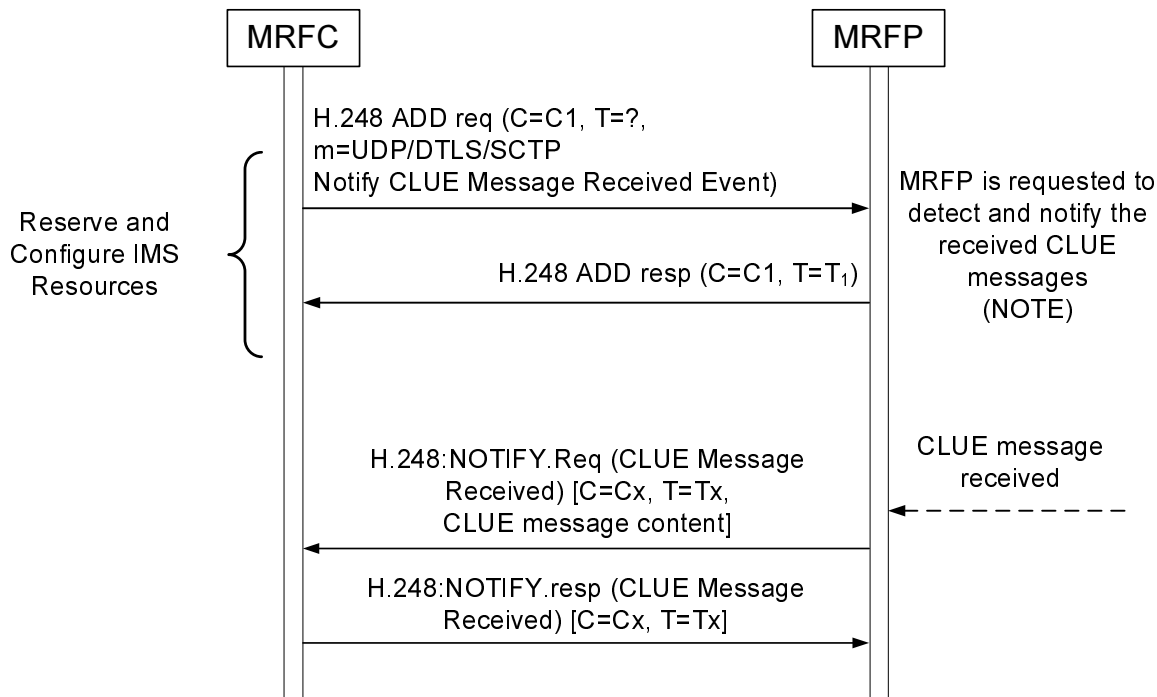 MRFC
MRFP
H.248 ADD req (C=C1, T=?,
m=UDP/DTLS/SCTP
Notify CLUE Message Received Event)
Reserve and
Configure IMS
Resources
MRFP is requested to
detect and notify the
received CLUE
messages
(NOTE)
H.248 ADD resp (C=C1, T=T₁)
CLUE message
received
H.248:NOTIFY.Req (CLUE Message
Received) [C=Cx, T=Tx,
CLUE message content]
H.248:NOTIFY.resp (CLUE Message
Received) [C=Cx, T=Tx]